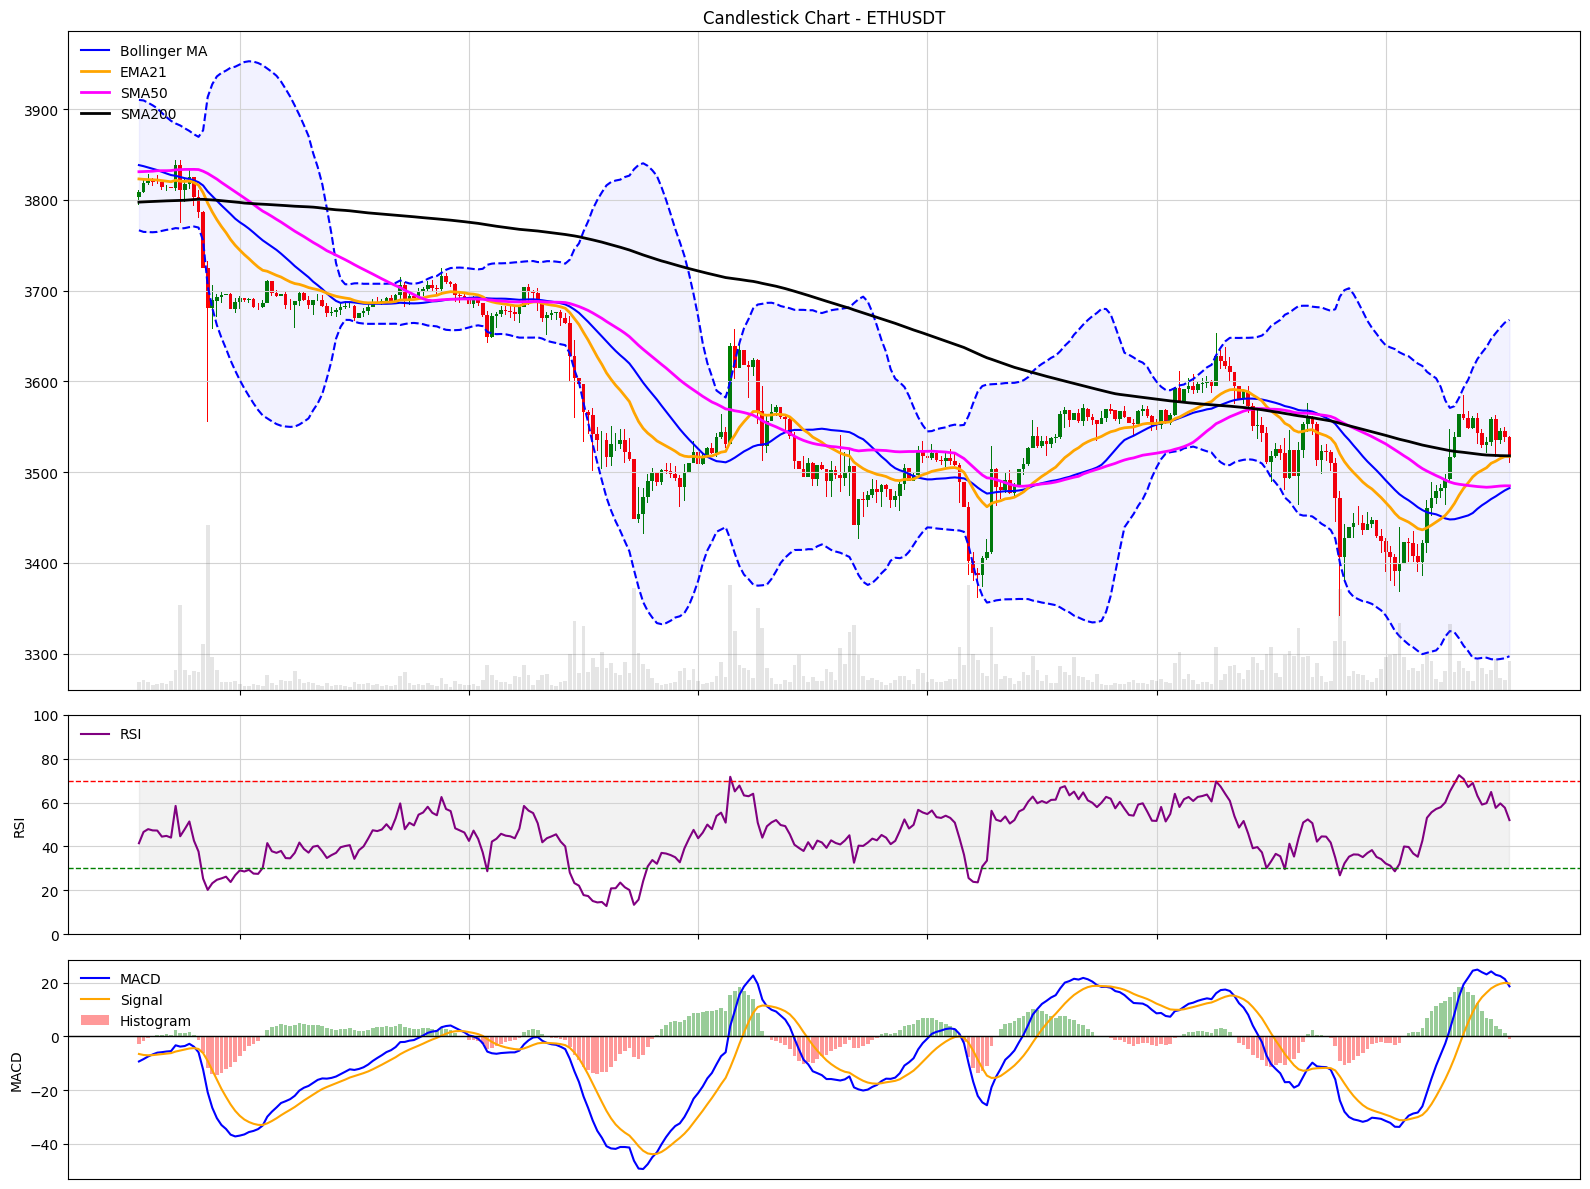 Candlestick Chart - ETHUSDT
Bollinger MA
EMA21
SMA50
SMA200
3900
3800
3700
3600
3500
3400
3300
RSI
RSI
100
80
60
40
20
0
MACD
Signal
Histogram
MACD
20
0
−20
−40